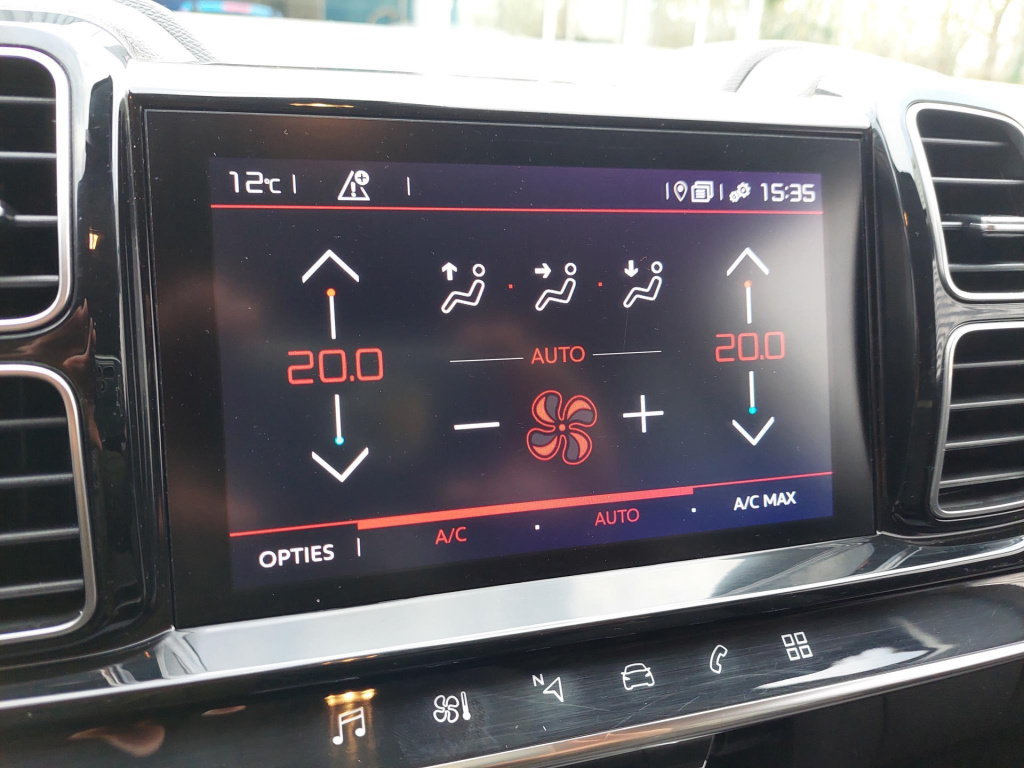 12°C 15:35
20.0 20.0
AUTO
OPTIES A/C AUTO A/C MAX
N